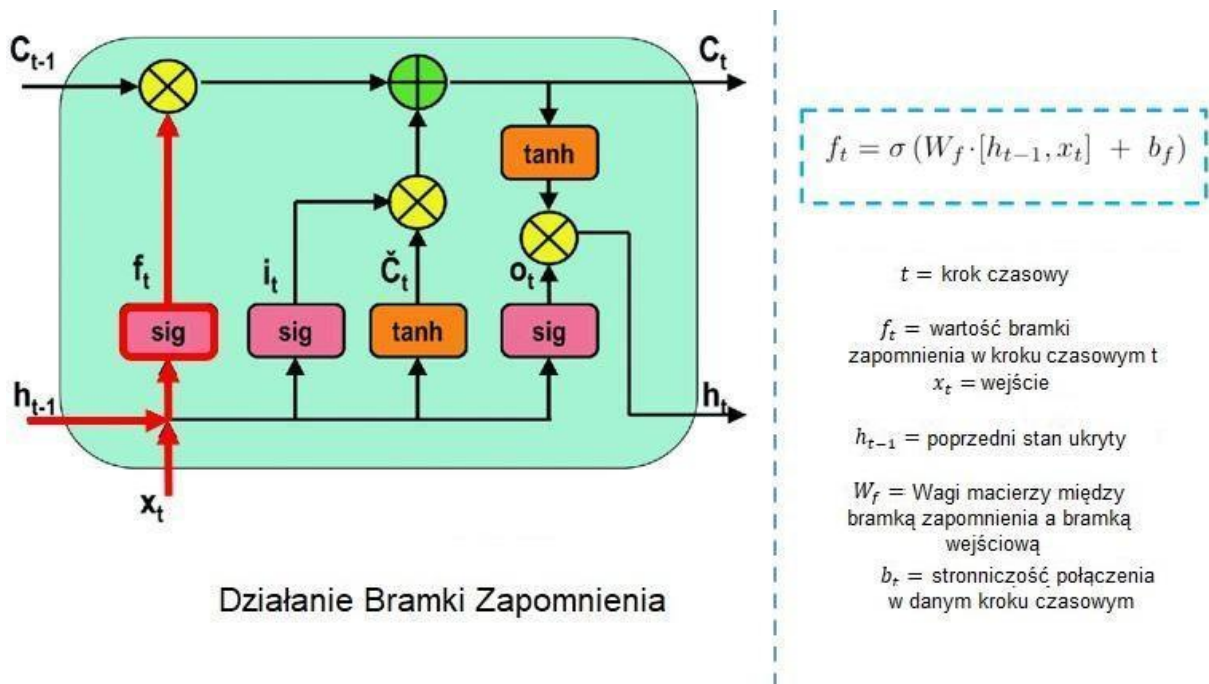 C_{t-1}
C_t
tanh
f_t
i_t
Č_t
o_t
sig
sig
tanh
sig
h_{t-1}
h_t
x_t
Działanie Bramki Zapomnienia
f_t = σ (W_f · [h_{t-1}, x_t] + b_f)
t = krok czasowy
f_t = wartość bramki
zapomnienia w kroku czasowym t
x_t = wejście
h_{t-1} = poprzedni stan ukryty
W_f = Wagi macierzy między
bramką zapomnienia a bramką
wejściową
b_t = stronniczość połączenia
w danym kroku czasowym